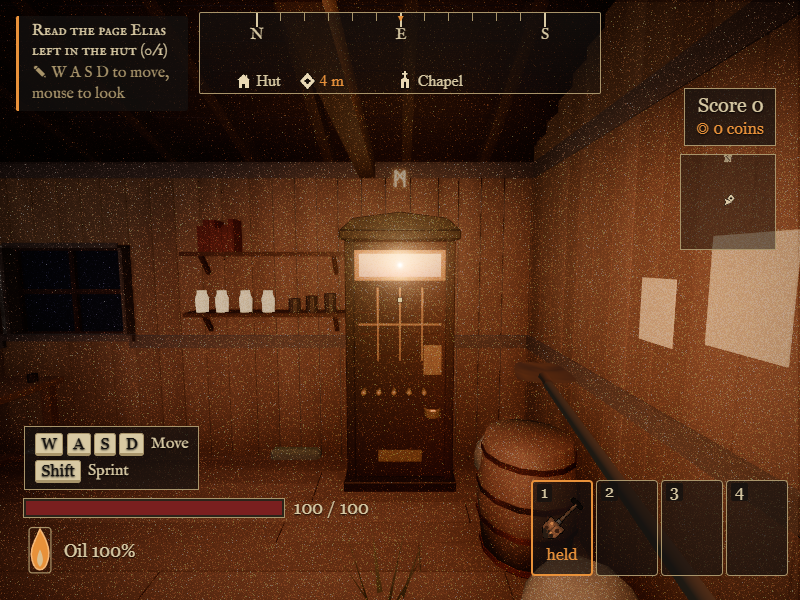 Read the page Elias
left in the hut (0/1)
W A S D to move,
mouse to look
N E S
Hut 4 m Chapel
Score 0
0 coins
W A S D Move
Shift Sprint
100 / 100
Oil 100%
1 2 3 4
held